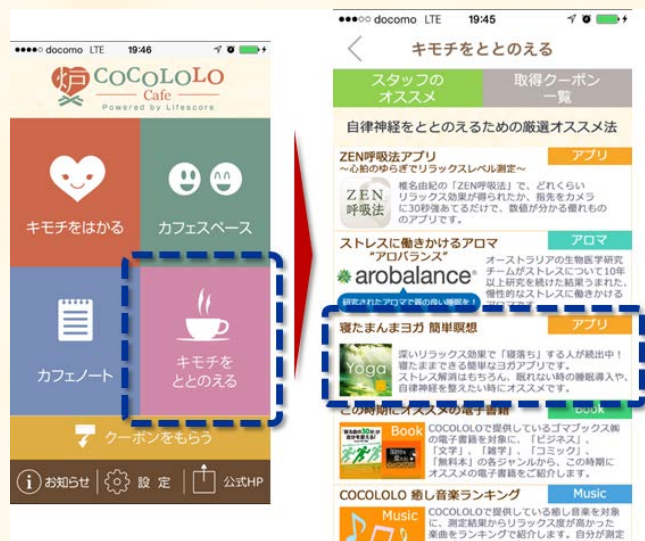 docomo LTE 19:46
COCOLOLO
Cafe
Powered by Lifescore
キモチをはかる
カフェスペース
カフェノート
キモチを
ととのえる
クーポンをもらう
お知らせ
設 定
公式HP
docomo LTE 19:45
キモチをととのえる
スタッフの
オススメ
取得クーポン
一覧
自律神経をととのえるための厳選オススメ法
ZEN呼吸法アプリ
アプリ
～心拍のゆらぎでリラックスレベル測定～
ZEN
呼吸法
椎名由紀の「ZEN呼吸法」で、どれくらい
リラックス効果が得られたか、指先をカメラ
に30秒強あてるだけで、数値が分かる優れもの
のアプリです。
ストレスに働きかけるアロマ
アロマ
"アロバランス"
arobalance
研究されたアロマで質の良い睡眠を！
オーストラリアの生物医学研究
チームがストレスについて10年
以上研究を続けた結果うまれた、
慢性的なストレスに働きかける
アロマです。
寝たまんまヨガ 簡単瞑想
アプリ
Yoga
深いリラックス効果で「寝落ち」する人が続出中！
寝たままできる簡単なヨガアプリです。
ストレス解消はもちろん、眠れない時の睡眠導入や、
自律神経を整えたい時にオススメです。
この時期にオススメの電子書籍
Book
Book
COCOLOLOで提供しているゴマブックス㈱
の電子書籍を対象に、「ビジネス」、
「文学」、「雑学」、「コミック」、
「無料本」の各ジャンルから、この時期に
オススメの電子書籍をご紹介します。
COCOLOLO 癒し音楽ランキング
Music
Music
COCOLOLOで提供している癒し音楽を対象
に、測定結果からリラックス度が高かった
楽曲をランキングで紹介します。自分が測定